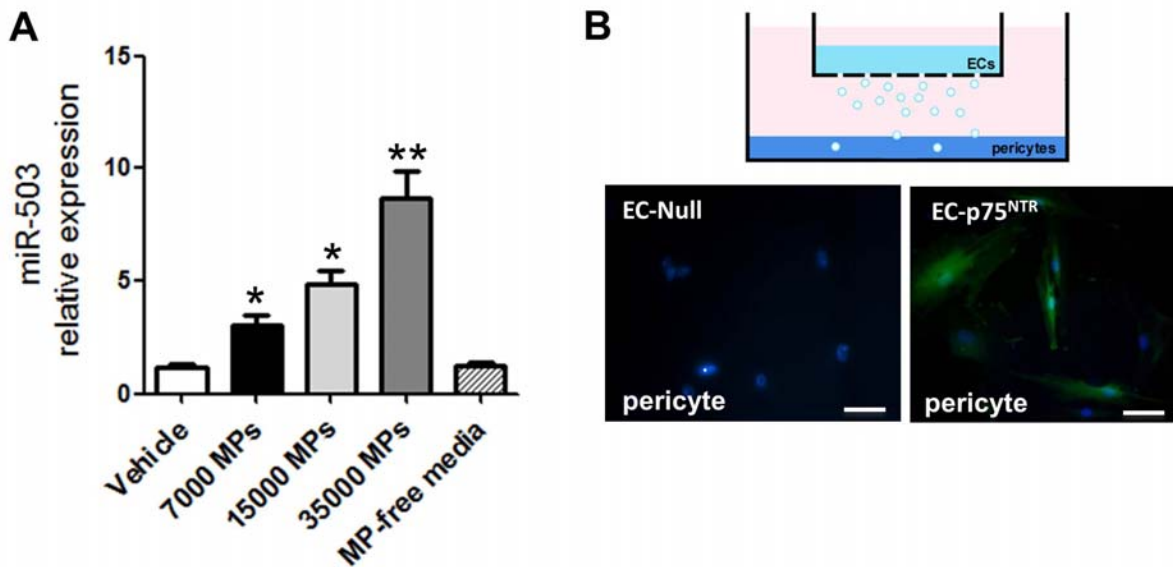 A
miR-503
relative expression
15
10
5
0
*
*
**
Vehicle
7000 MPs
15000 MPs
35000 MPs
MP-free media
B
ECs
pericytes
EC-Null
pericyte
EC-p75NTR
pericyte